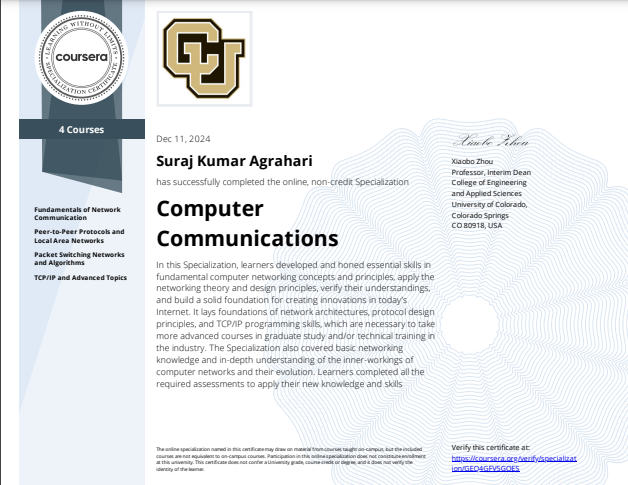 LEARNING WITHOUT LIMITS
coursera
SPECIALIZATION CERTIFICATE
CU
4 Courses
Fundamentals of Network
Communication
Peer-to-Peer Protocols and
Local Area Networks
Packet Switching Networks
and Algorithms
TCP/IP and Advanced Topics
Dec 11, 2024
Suraj Kumar Agrahari
has successfully completed the online, non-credit Specialization
Computer
Communications
In this Specialization, learners developed and honed essential skills in
fundamental computer networking concepts and principles, apply the
networking theory and design principles, verify their understandings,
and build a solid foundation for creating innovations in today's
Internet. It lays foundations of network architectures, protocol design
principles, and TCP/IP programming skills, which are necessary to take
more advanced courses in graduate study and/or technical training in
the industry. The Specialization also covered basic networking
knowledge and in-depth understanding of the inner-workings of
computer networks and their evolution. Learners completed all the
required assessments to apply their new knowledge and skills
The online specialization named in this certificate may draw on material from courses taught on-campus, but the included
courses are not equivalent to on-campus courses. Participation in this online specialization does not constitute enrollment
at this university. This certificate does not confer a University grade, course credit or degree, and it does not verify the
identity of the learner.
Xiaobo Zhou
Xiaobo Zhou
Professor, Interim Dean
College of Engineering
and Applied Sciences
University of Colorado,
Colorado Springs
CO 80918, USA
Verify this certificate at:
https://coursera.org/verify/specializat
ion/GEQ4GFV5GOES